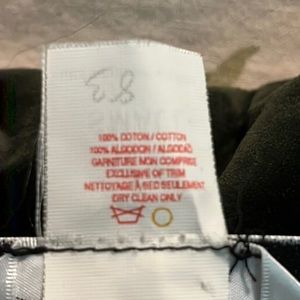 100% COTON / COTTON
100% ALGODON / ALGODÃO
GARNITURE NON COMPRISE
EXCLUSIVE OF TRIM
NETTOYAGE À SEC SEULEMENT
DRY CLEAN ONLY